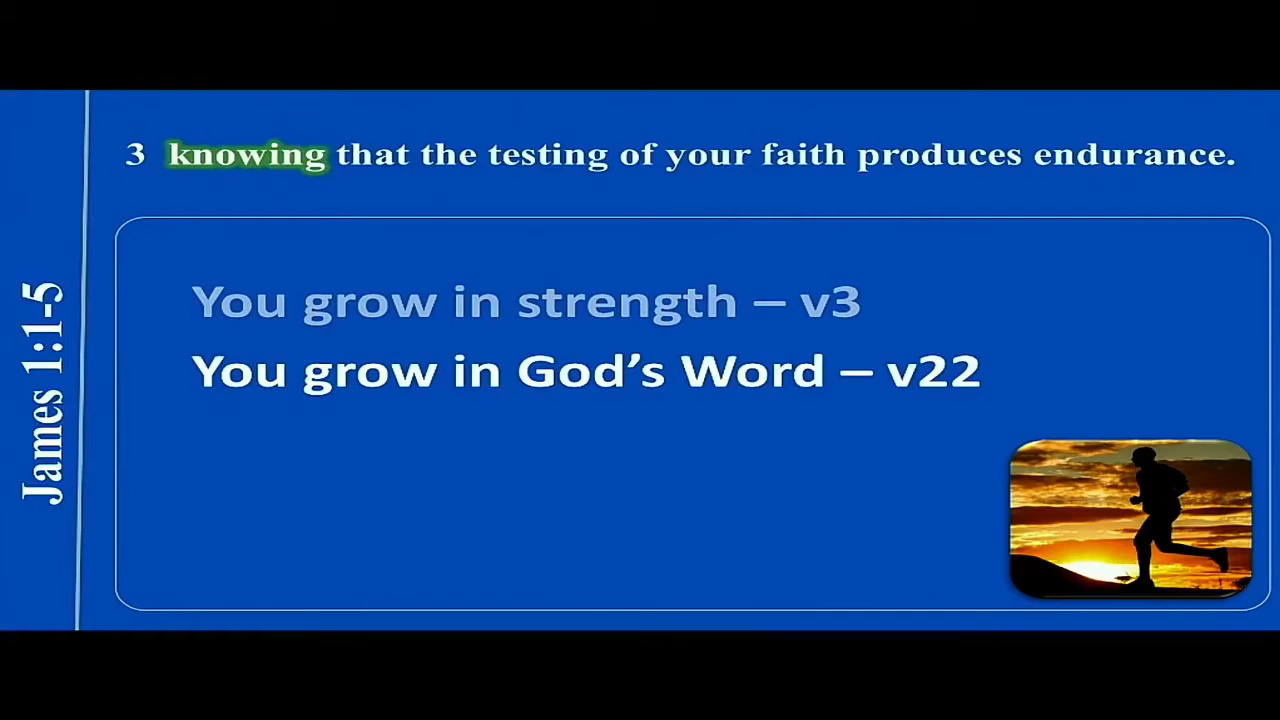 3 knowing that the testing of your faith produces endurance.
You grow in strength – v3
You grow in God’s Word – v22
James 1:1-5